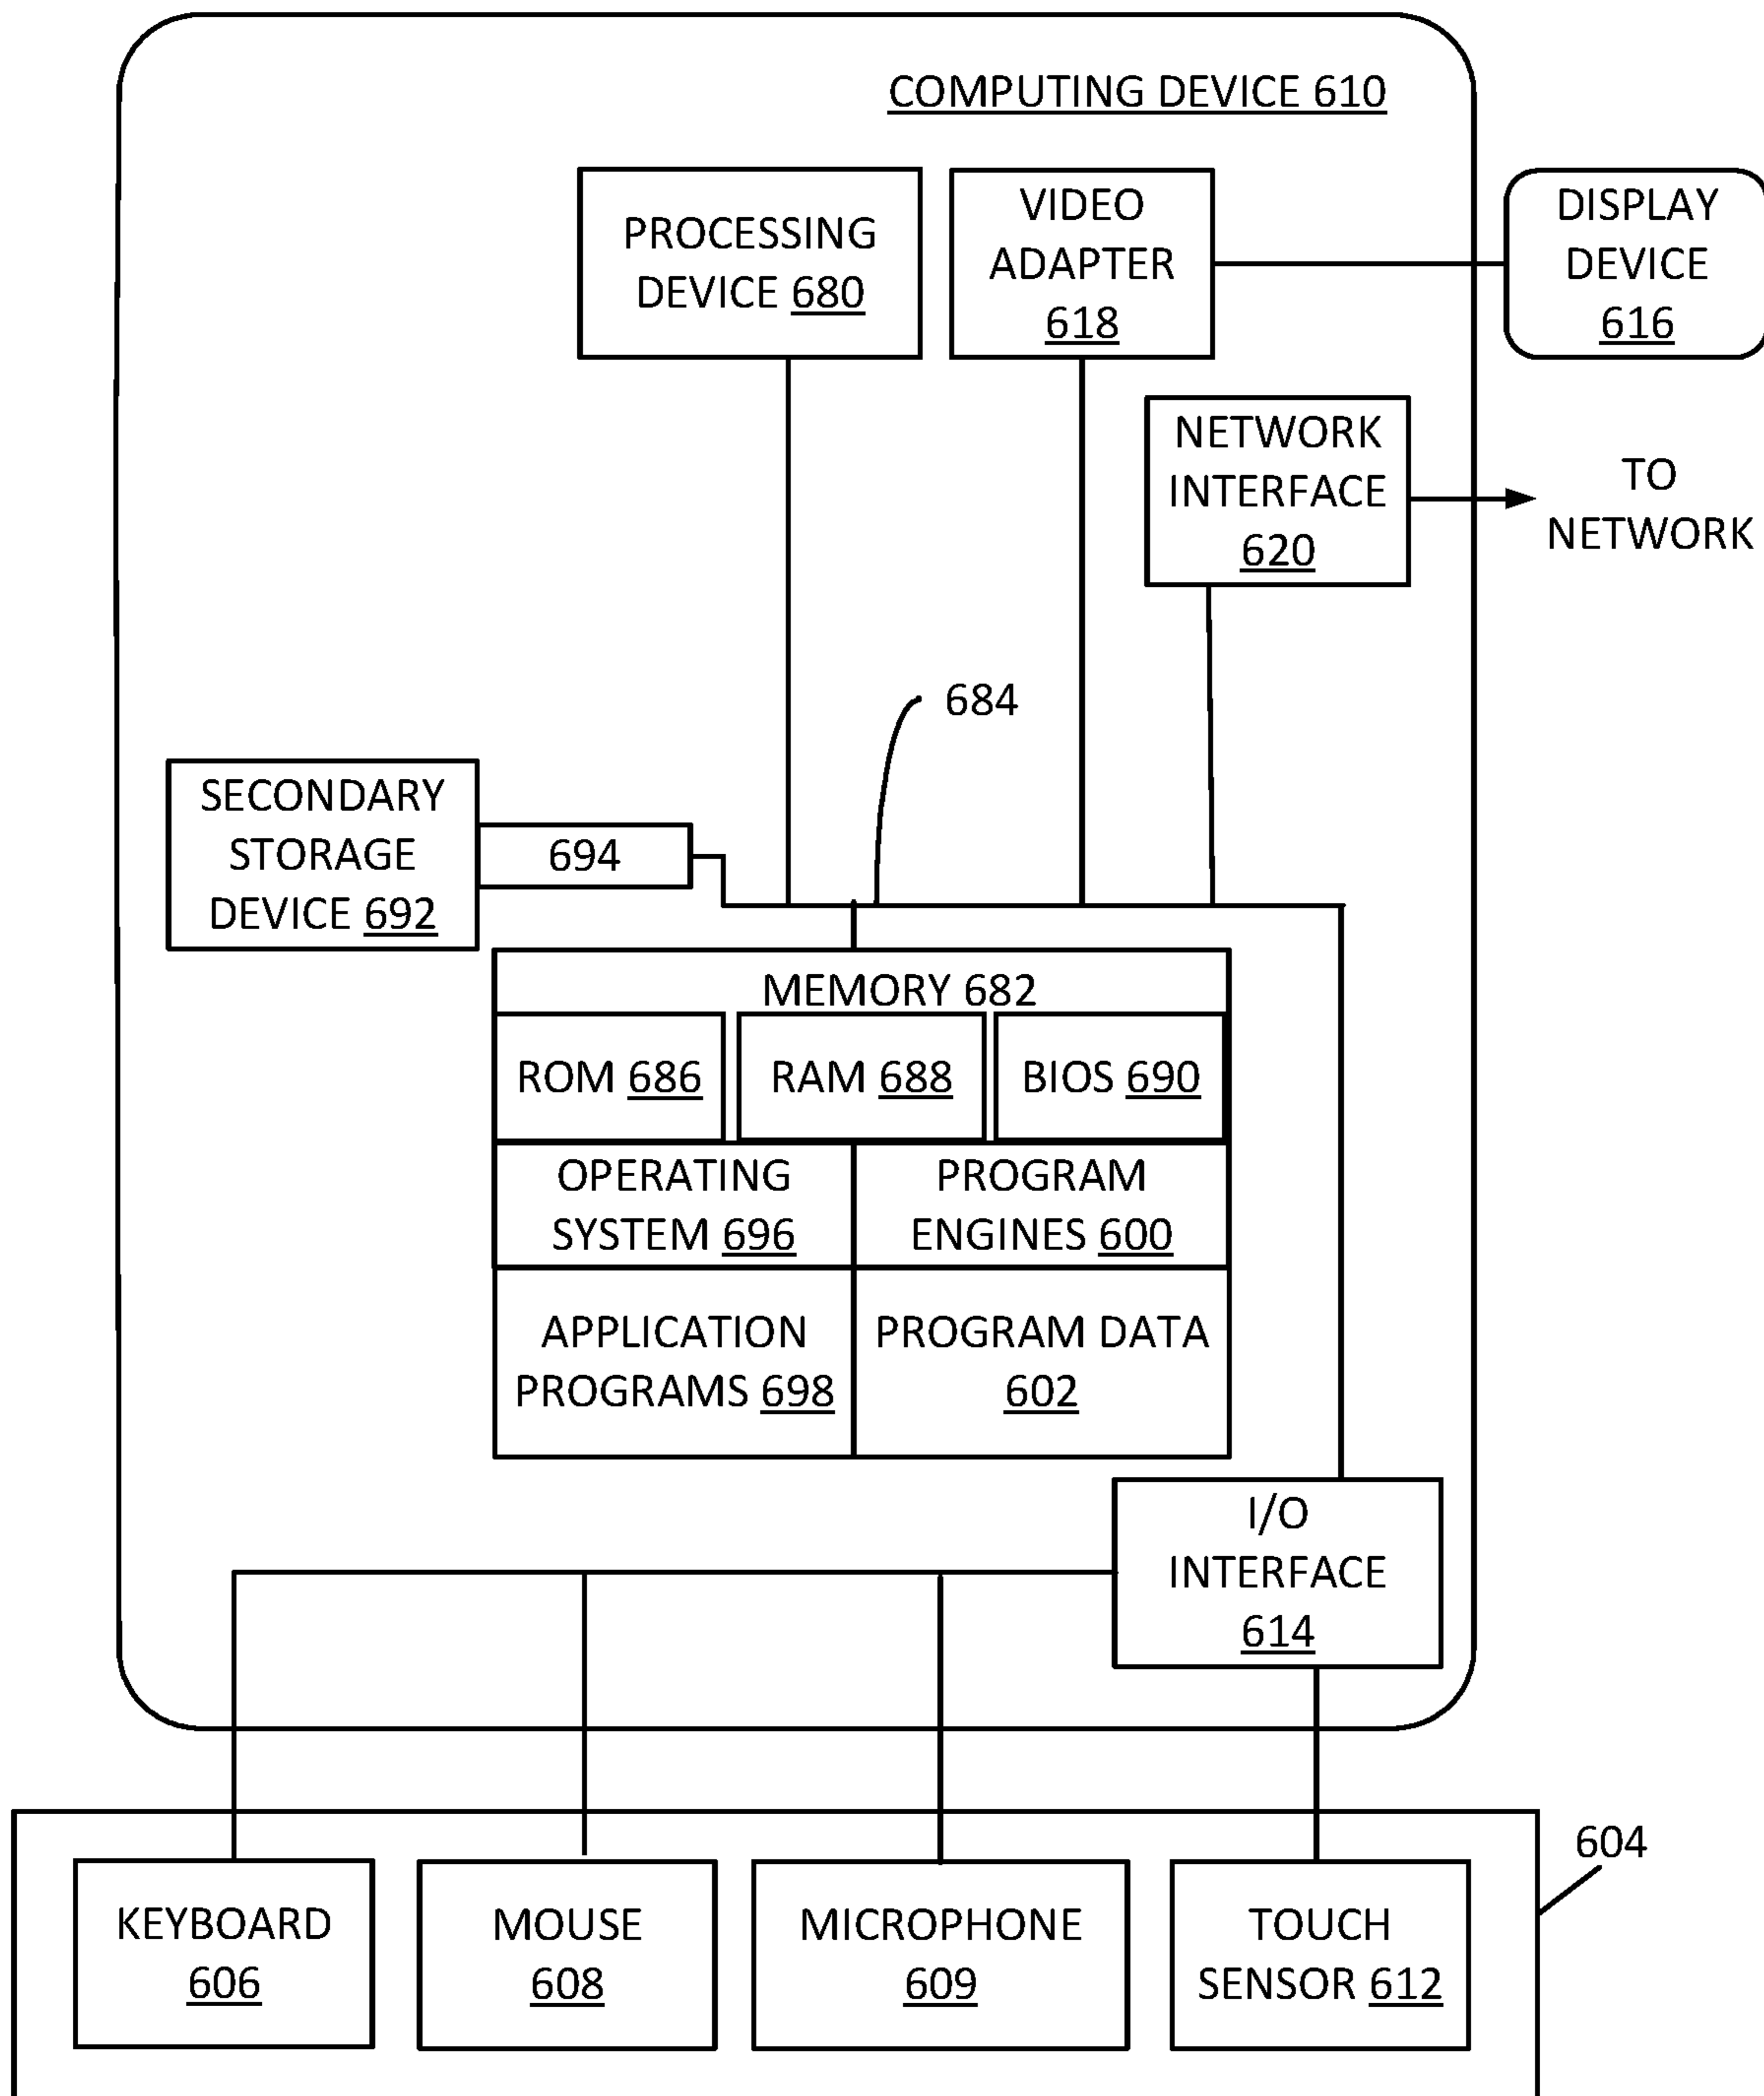 COMPUTING DEVICE 610
PROCESSING
DEVICE 680
VIDEO
ADAPTER
618
DISPLAY
DEVICE
616
NETWORK
INTERFACE
620
TO
NETWORK
684
SECONDARY
STORAGE
DEVICE 692
694
MEMORY 682
ROM 686
RAM 688
BIOS 690
OPERATING
SYSTEM 696
PROGRAM
ENGINES 600
APPLICATION
PROGRAMS 698
PROGRAM DATA
602
I/O
INTERFACE
614
604
KEYBOARD
606
MOUSE
608
MICROPHONE
609
TOUCH
SENSOR 612